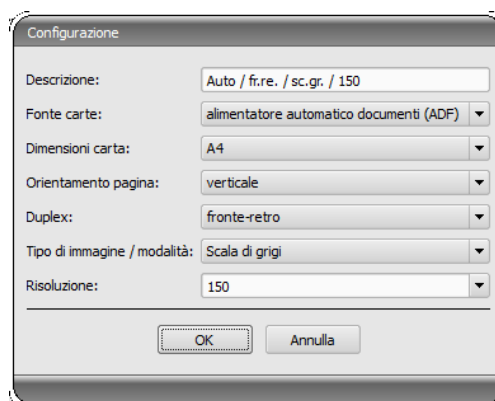 Configurazione
Descrizione: Auto / fr.re. / sc.gr. / 150
Fonte carte: alimentatore automatico documenti (ADF)
Dimensioni carta: A4
Orientamento pagina: verticale
Duplex: fronte-retro
Tipo di immagine / modalità: Scala di grigi
Risoluzione: 150
OK Annulla